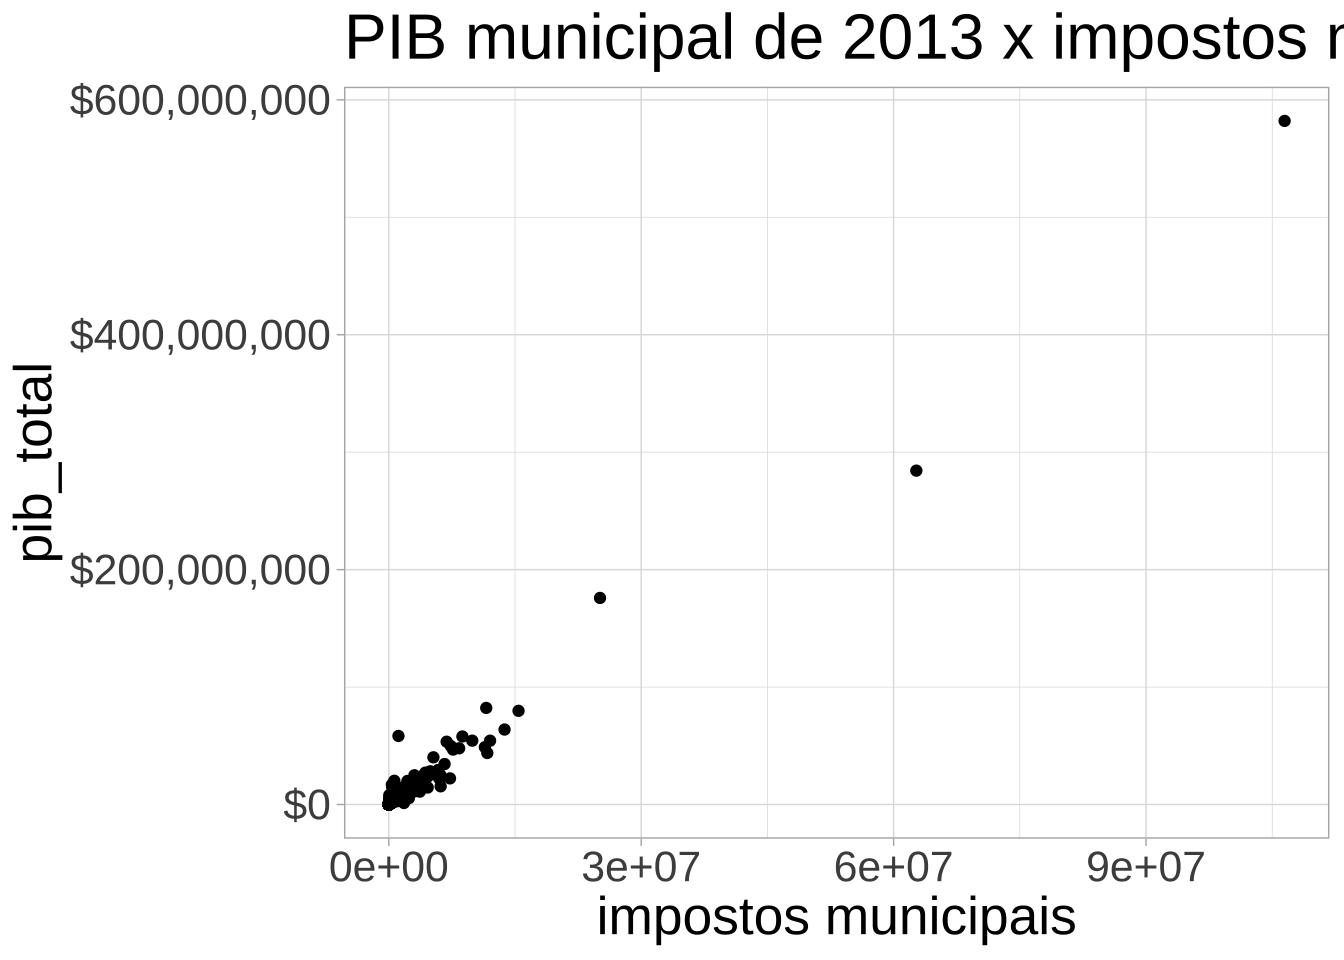 PIB municipal de 2013 x impostos
$600,000,000
$400,000,000
$200,000,000
$0
pib_total
0e+00 3e+07 6e+07 9e+07
impostos municipais